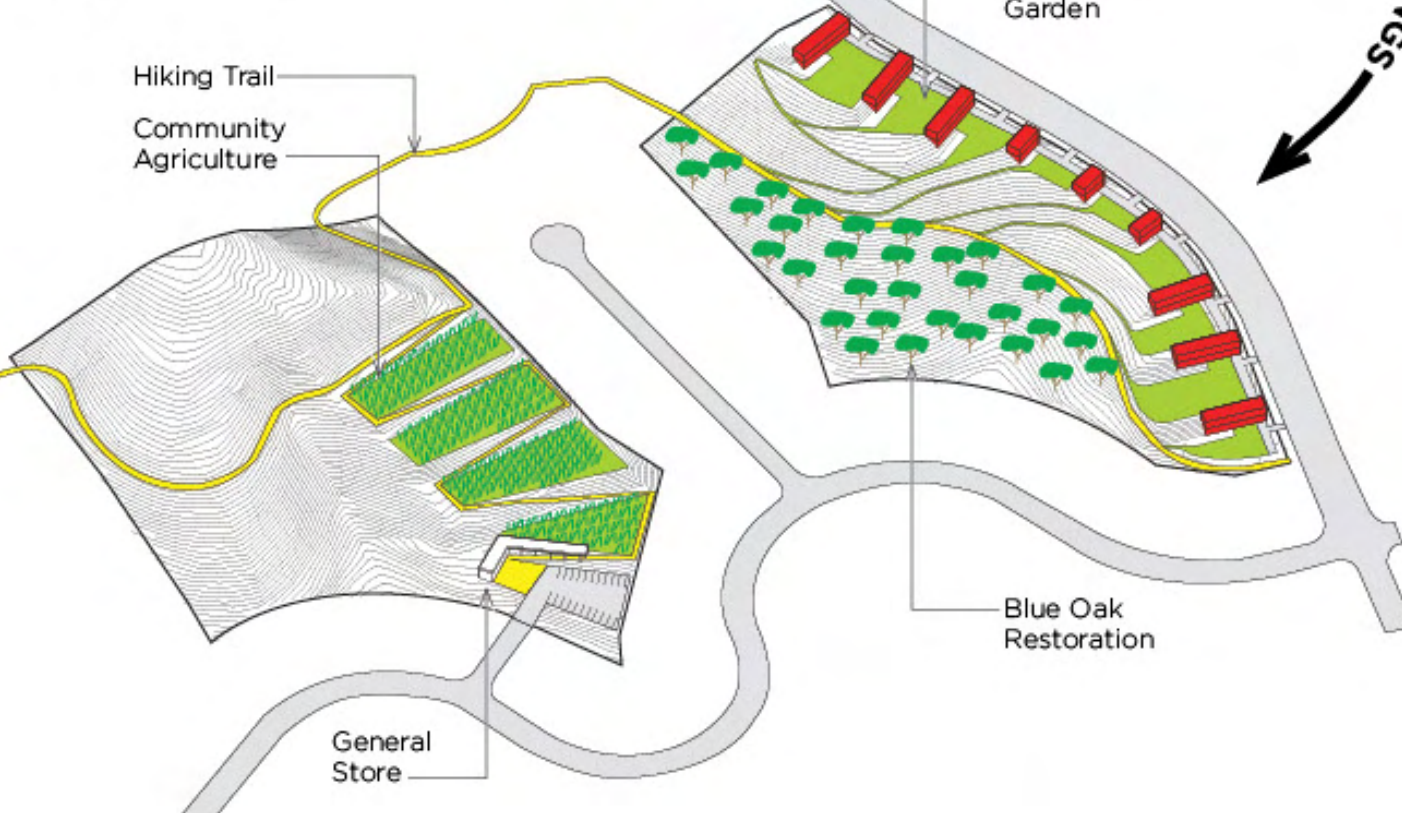 Garden
Hiking Trail
Community
Agriculture
Blue Oak
Restoration
General
Store